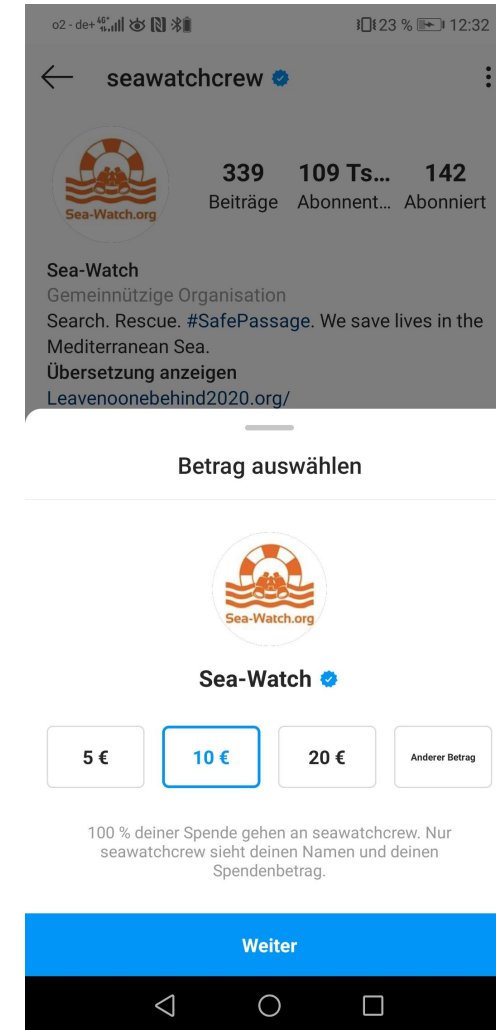 o2 - de+ 4G+ 23 % 12:32
seawatchcrew
Sea-Watch.org
339 109 Ts... 142
Beiträge Abonnent... Abonniert
Sea-Watch
Gemeinnützige Organisation
Search. Rescue. #SafePassage. We save lives in the
Mediterranean Sea.
Übersetzung anzeigen
Leavenoonebehind2020.org/
Betrag auswählen
Sea-Watch.org
Sea-Watch
5 € 10 € 20 € Anderer Betrag
100 % deiner Spende gehen an seawatchcrew. Nur
seawatchcrew sieht deinen Namen und deinen
Spendenbetrag.
Weiter